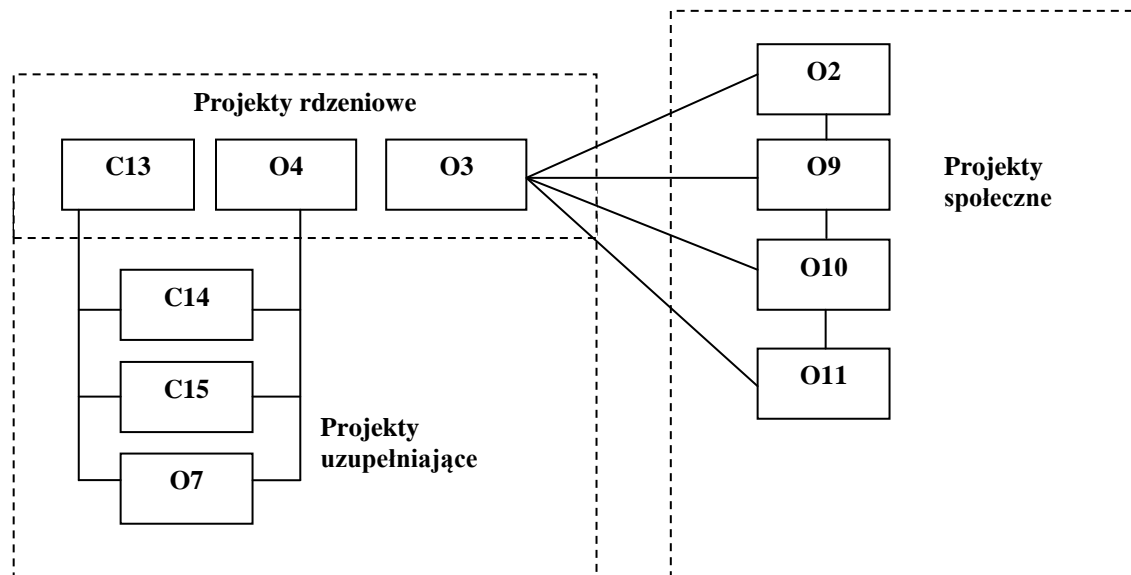 Projekty rdzeniowe
C13
O4
O3
C14
C15
O7
Projekty
uzupełniające
O2
O9
O10
O11
Projekty
społeczne